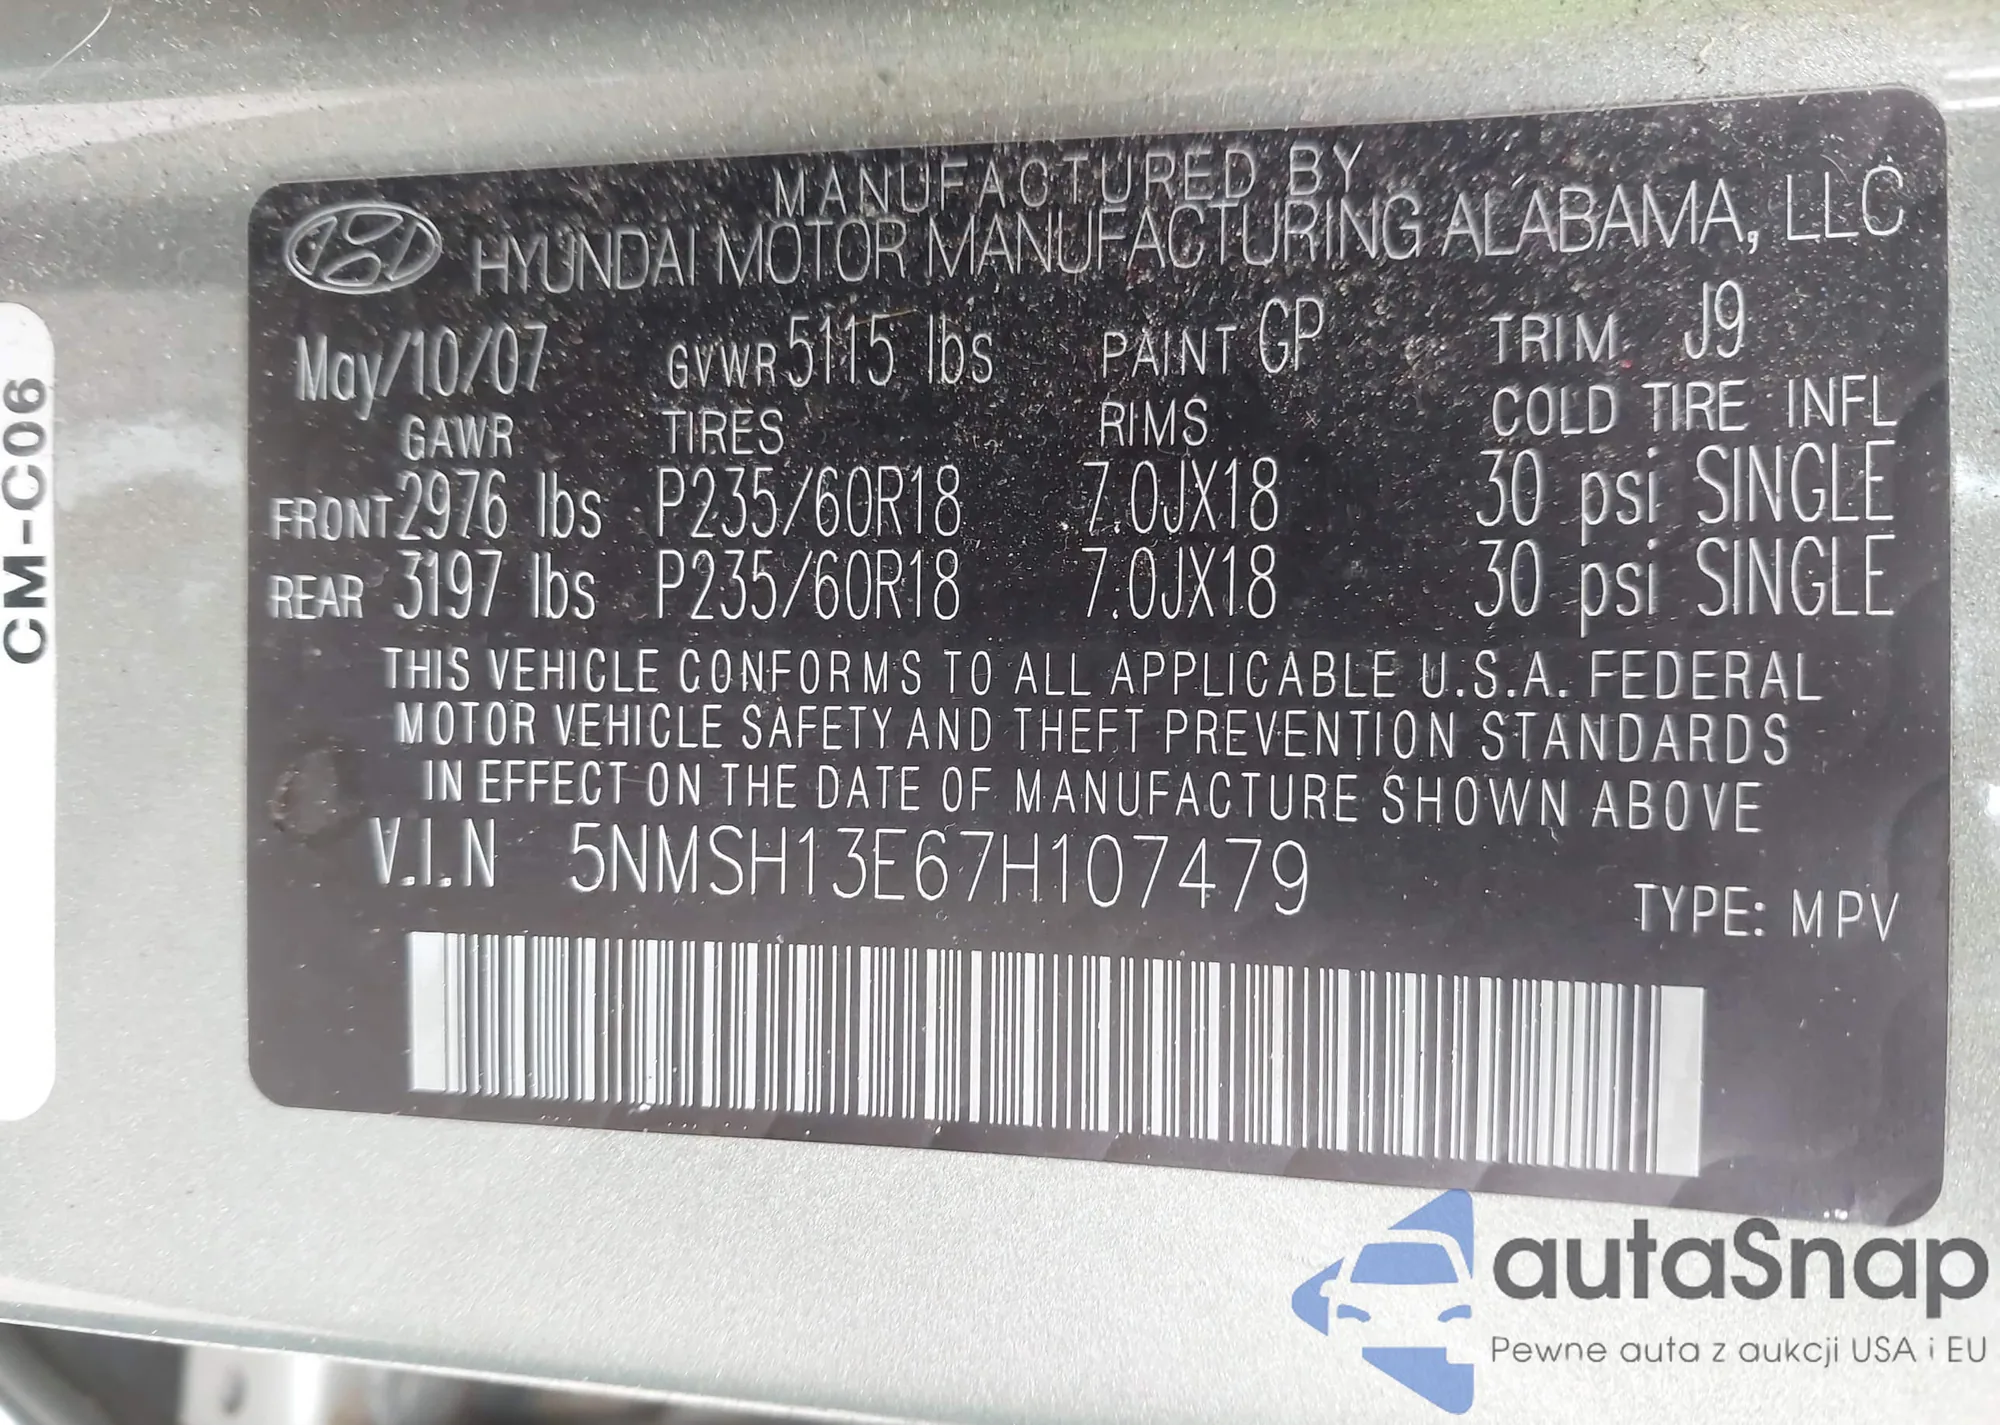 MANUFACTURED BY
HYUNDAI MOTOR MANUFACTURING ALABAMA, LLC
May/10/07 GVWR 5115 lbs PAINT GP TRIM J9
GAWR TIRES RIMS COLD TIRE INFL
FRONT 2976 lbs P235/60R18 7.0JX18 30 psi SINGLE
REAR 3197 lbs P235/60R18 7.0JX18 30 psi SINGLE
THIS VEHICLE CONFORMS TO ALL APPLICABLE U.S.A. FEDERAL
MOTOR VEHICLE SAFETY AND THEFT PREVENTION STANDARDS
IN EFFECT ON THE DATE OF MANUFACTURE SHOWN ABOVE
V.I.N 5NMSH13E67H107479
TYPE: MPV
CM-C06
autaSnap
Pewne auta z aukcji USA i EU